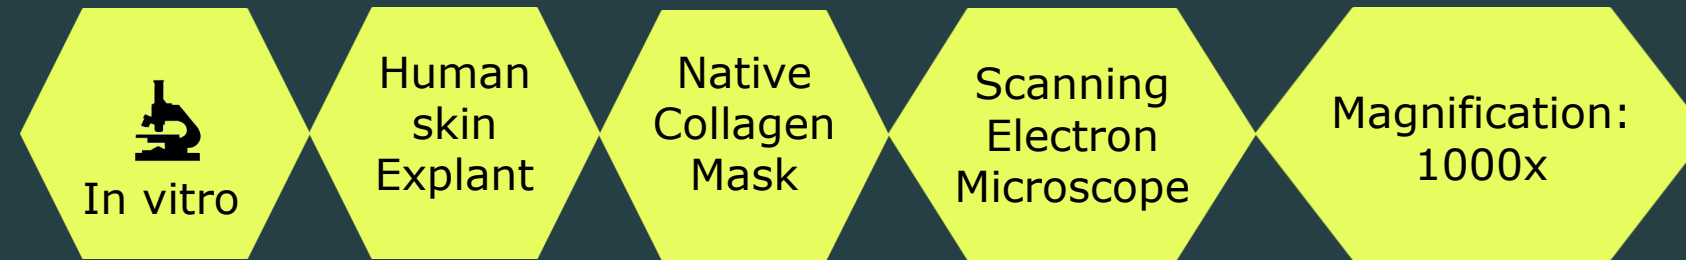 In vitro
Human
skin
Explant
Native
Collagen
Mask
Scanning
Electron
Microscope
Magnification:
1000x